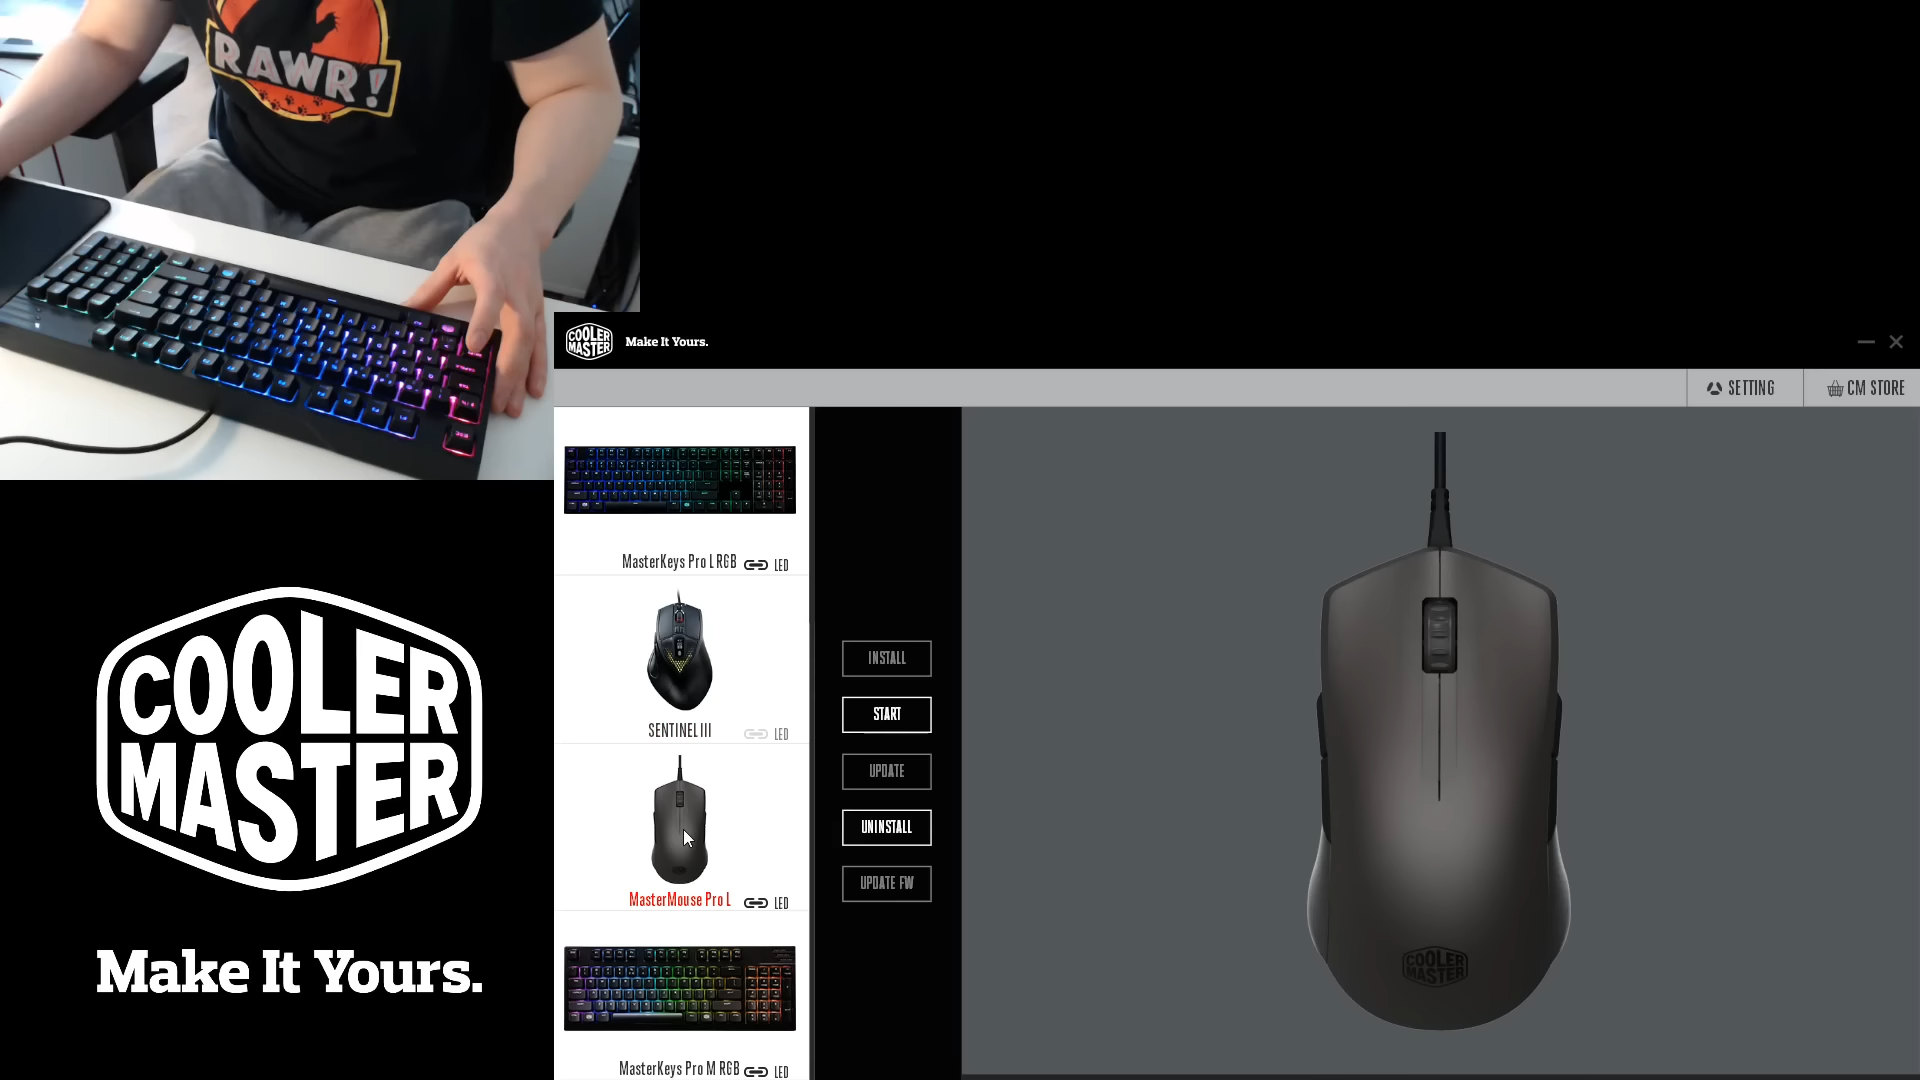 RAWR!
COOLER
MASTER
Make It Yours.
SETTING
CM STORE
MasterKeys Pro L RGB
LED
SENTINEL III
LED
MasterMouse Pro L
LED
MasterKeys Pro M RGB
LED
INSTALL
START
UPDATE
UNINSTALL
UPDATE FW
COOLER
MASTER
COOLER
MASTER
Make It Yours.